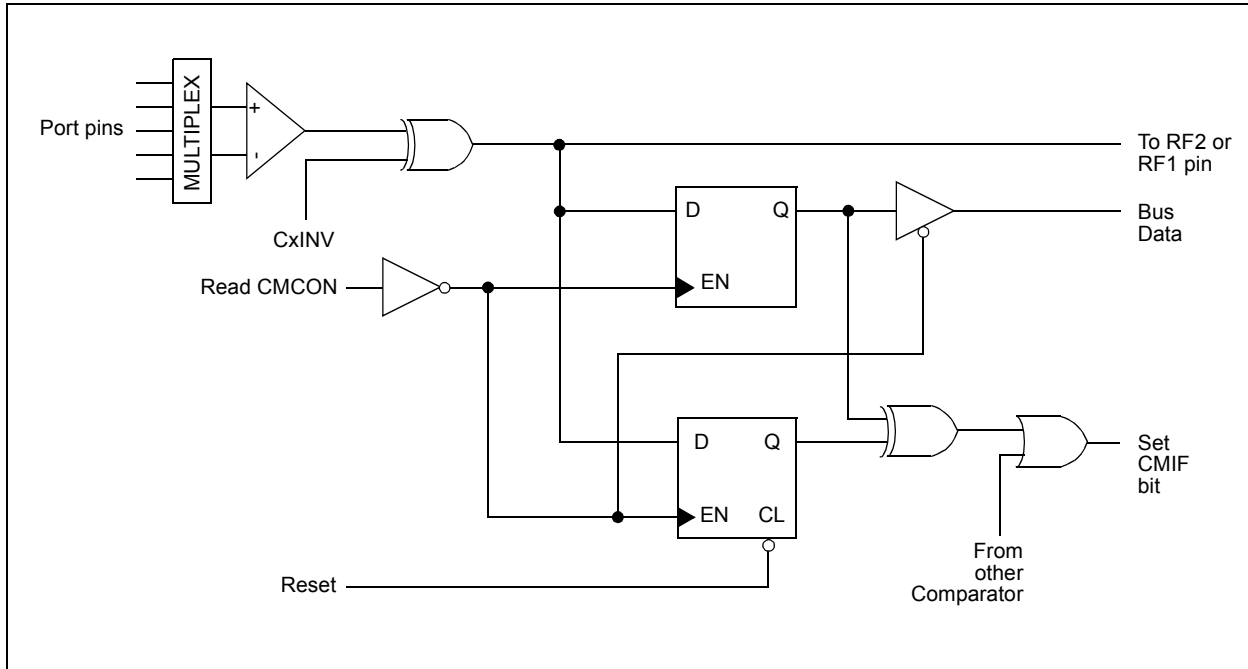 MULTIPLEX
Port pins
+
-
CxINV
To RF2 or
RF1 pin
D
Q
EN
Bus
Data
Read CMCON
D
Q
EN
CL
Set
CMIF
bit
From
other
Comparator
Reset